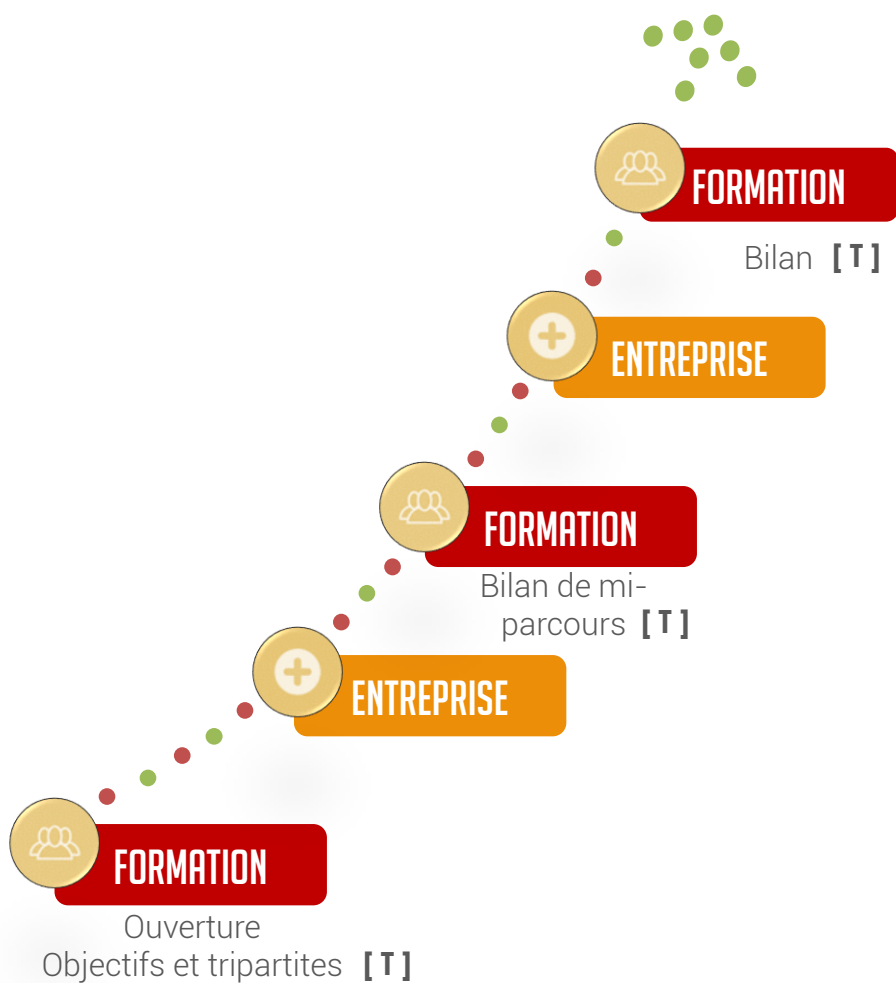 FORMATION
Bilan [ T ]
ENTREPRISE
FORMATION
Bilan de mi-
parcours [ T ]
ENTREPRISE
FORMATION
Ouverture
Objectifs et tripartites [ T ]